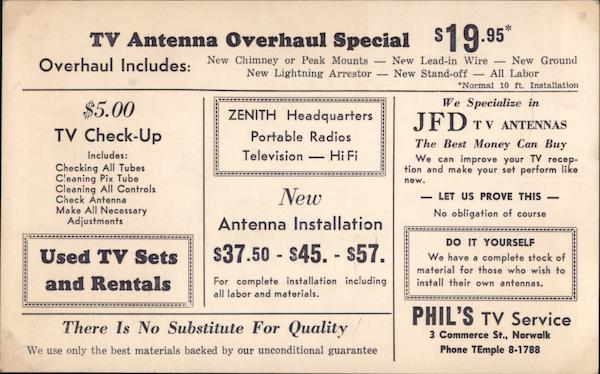 TV Antenna Overhaul Special $19.95*
Overhaul Includes: New Chimney or Peak Mounts — New Lead-in Wire — New Ground
New Lightning Arrestor — New Stand-off — All Labor
*Normal 10 ft. Installation
$5.00
TV Check-Up
Includes:
Checking All Tubes
Cleaning Pix Tube
Cleaning All Controls
Check Antenna
Make All Necessary
Adjustments
Used TV Sets
and Rentals
ZENITH Headquarters
Portable Radios
Television — Hi Fi
New
Antenna Installation
$37.50 - $45. - $57.
For complete installation including
all labor and materials.
There Is No Substitute For Quality
We use only the best materials backed by our unconditional guarantee
We Specialize in
JFD TV ANTENNAS
The Best Money Can Buy
We can improve your TV recep-
tion and make your set perform like
new.
— LET US PROVE THIS —
No obligation of course
DO IT YOURSELF
We have a complete stock of
material for those who wish to
install their own antennas.
PHIL'S TV Service
3 Commerce St., Norwalk
Phone TEmple 8-1788